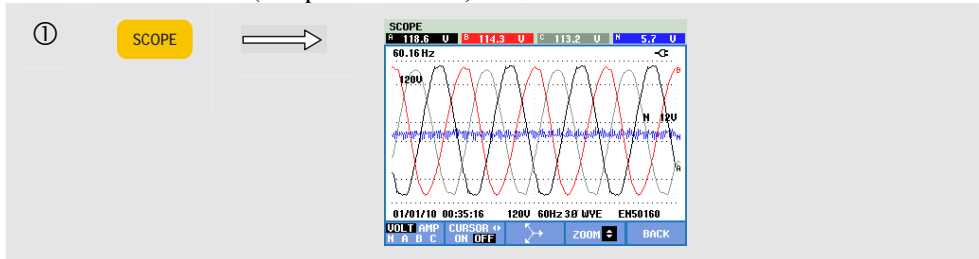 ①
SCOPE
SCOPE
A 118.6 V B 114.3 V C 113.2 V N 5.7 V
60.16 Hz
120V
B
N 12V
N
A
01/01/10 00:35:16 120V 60Hz 3Ø WYE EN50160
VOLT AMP CURSOR ON OFF ZOOM BACK
N A B C